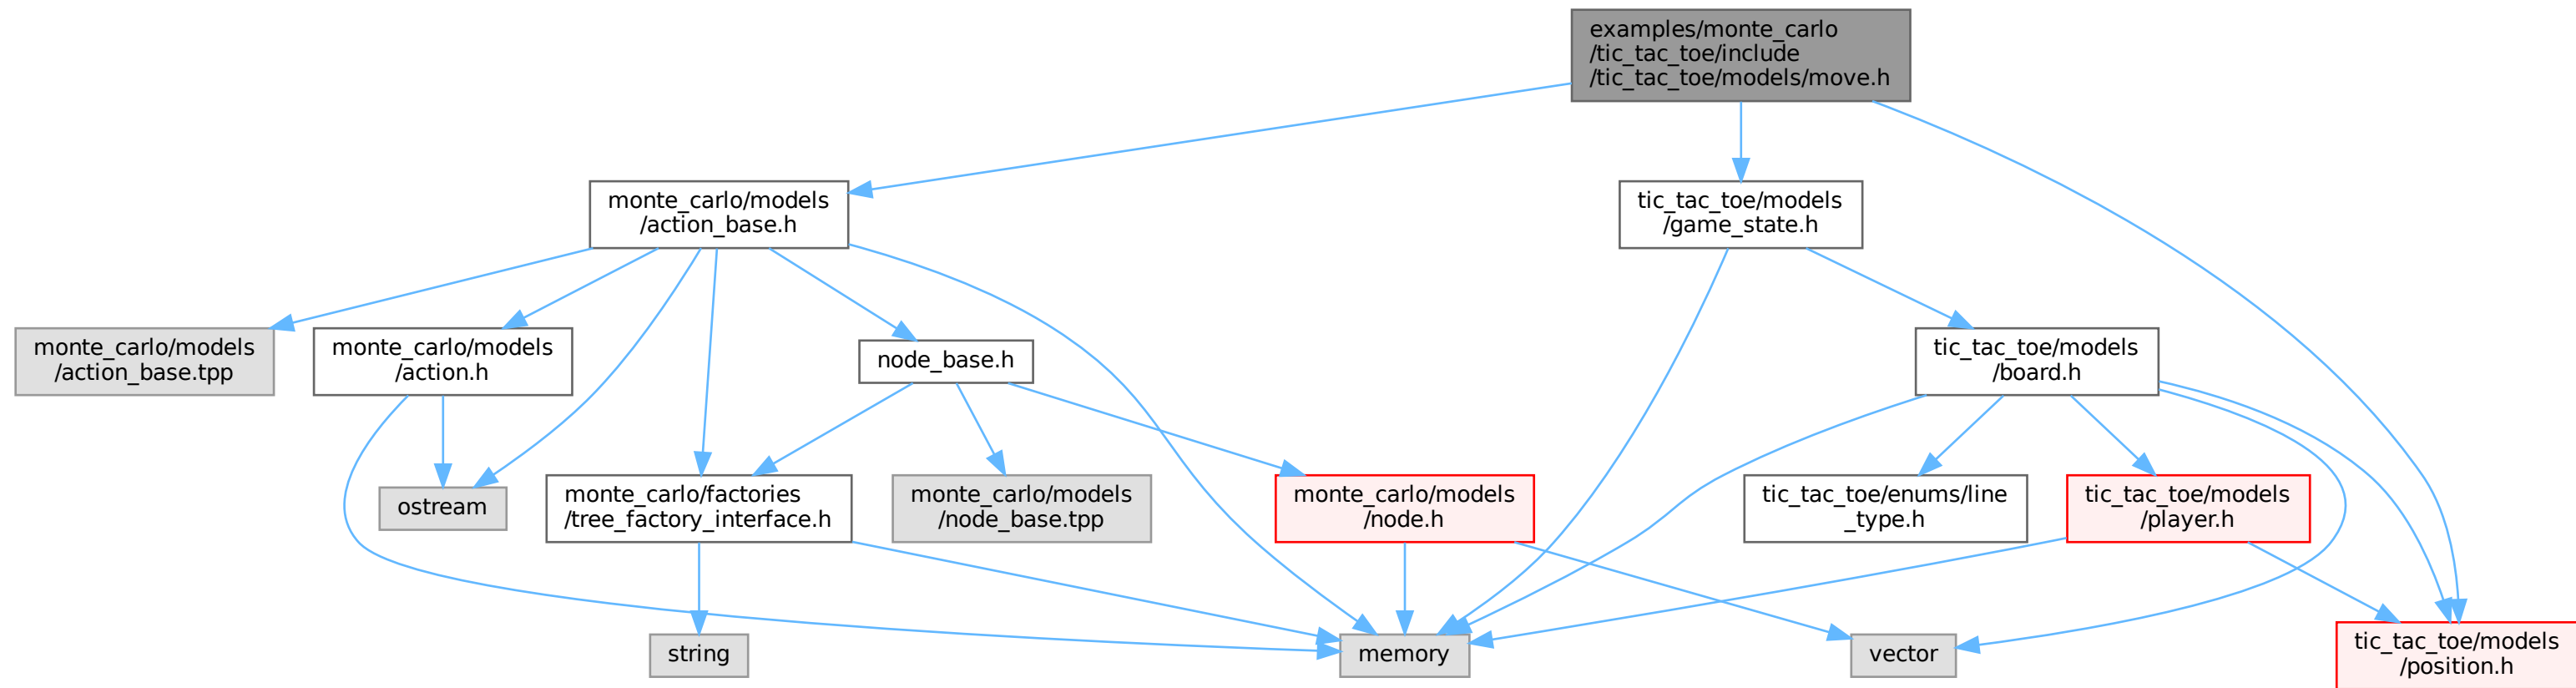 examples/monte_carlo
/tic_tac_toe/include
/tic_tac_toe/models/move.h
monte_carlo/models
/action_base.h
tic_tac_toe/models
/game_state.h
monte_carlo/models
/action_base.tpp
monte_carlo/models
/action.h
node_base.h
tic_tac_toe/models
/board.h
ostream
monte_carlo/factories
/tree_factory_interface.h
monte_carlo/models
/node_base.tpp
monte_carlo/models
/node.h
tic_tac_toe/enums/line
_type.h
tic_tac_toe/models
/player.h
string
memory
vector
tic_tac_toe/models
/position.h